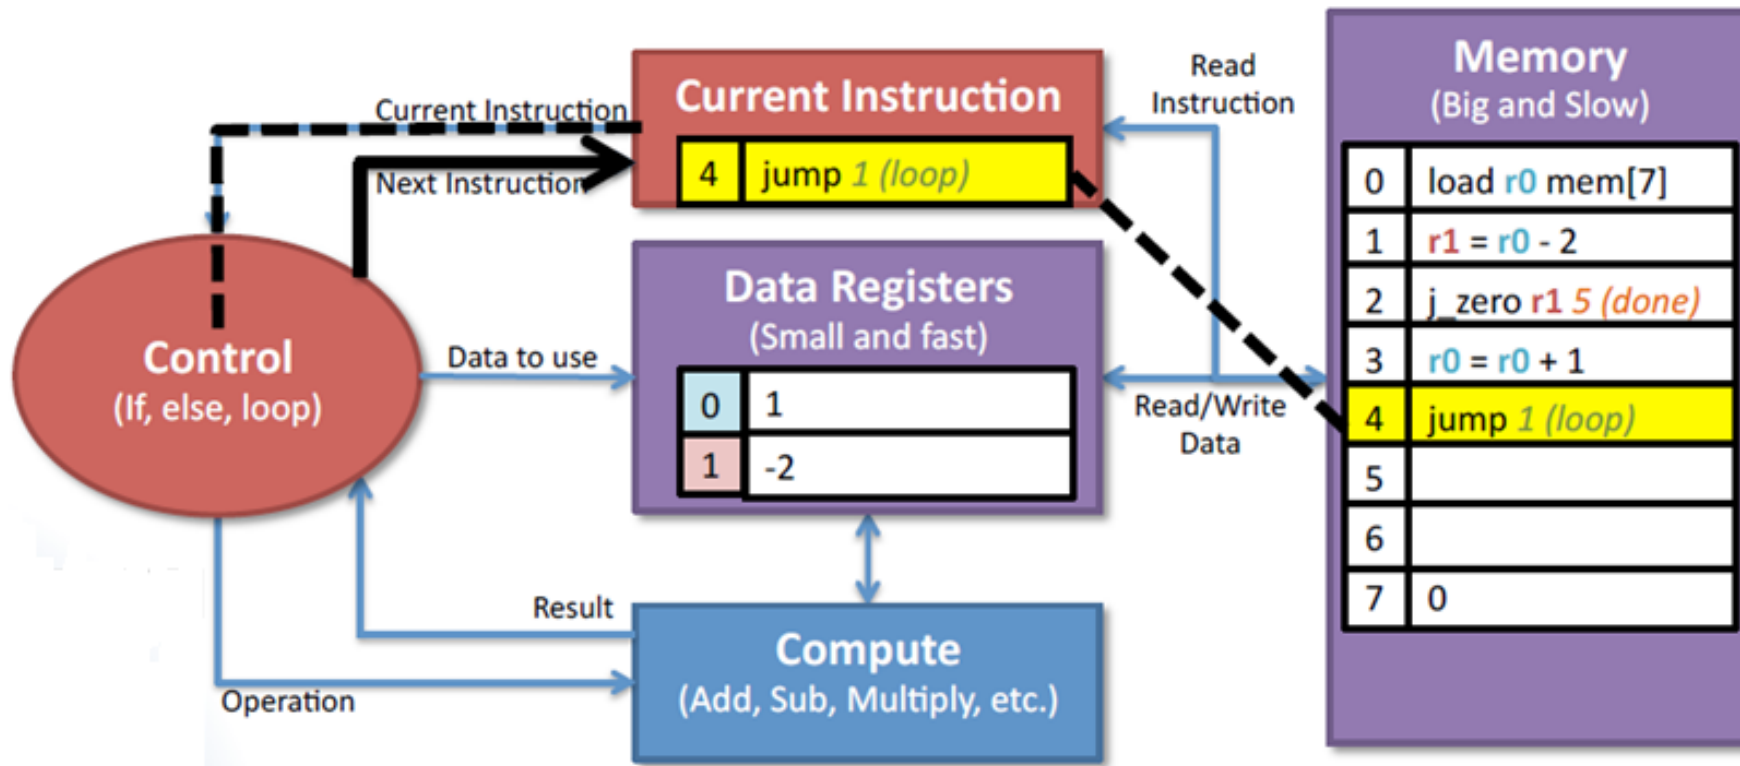 Current Instruction
4 jump 1 (loop)
Current Instruction
Next Instruction
Read
Instruction
Memory
(Big and Slow)
0 load r0 mem[7]
1 r1 = r0 - 2
2 j_zero r1 5 (done)
3 r0 = r0 + 1
4 jump 1 (loop)
5
6
7 0
Control
(If, else, loop)
Data to use
Data Registers
(Small and fast)
0 1
1 -2
Read/Write
Data
Result
Operation
Compute
(Add, Sub, Multiply, etc.)